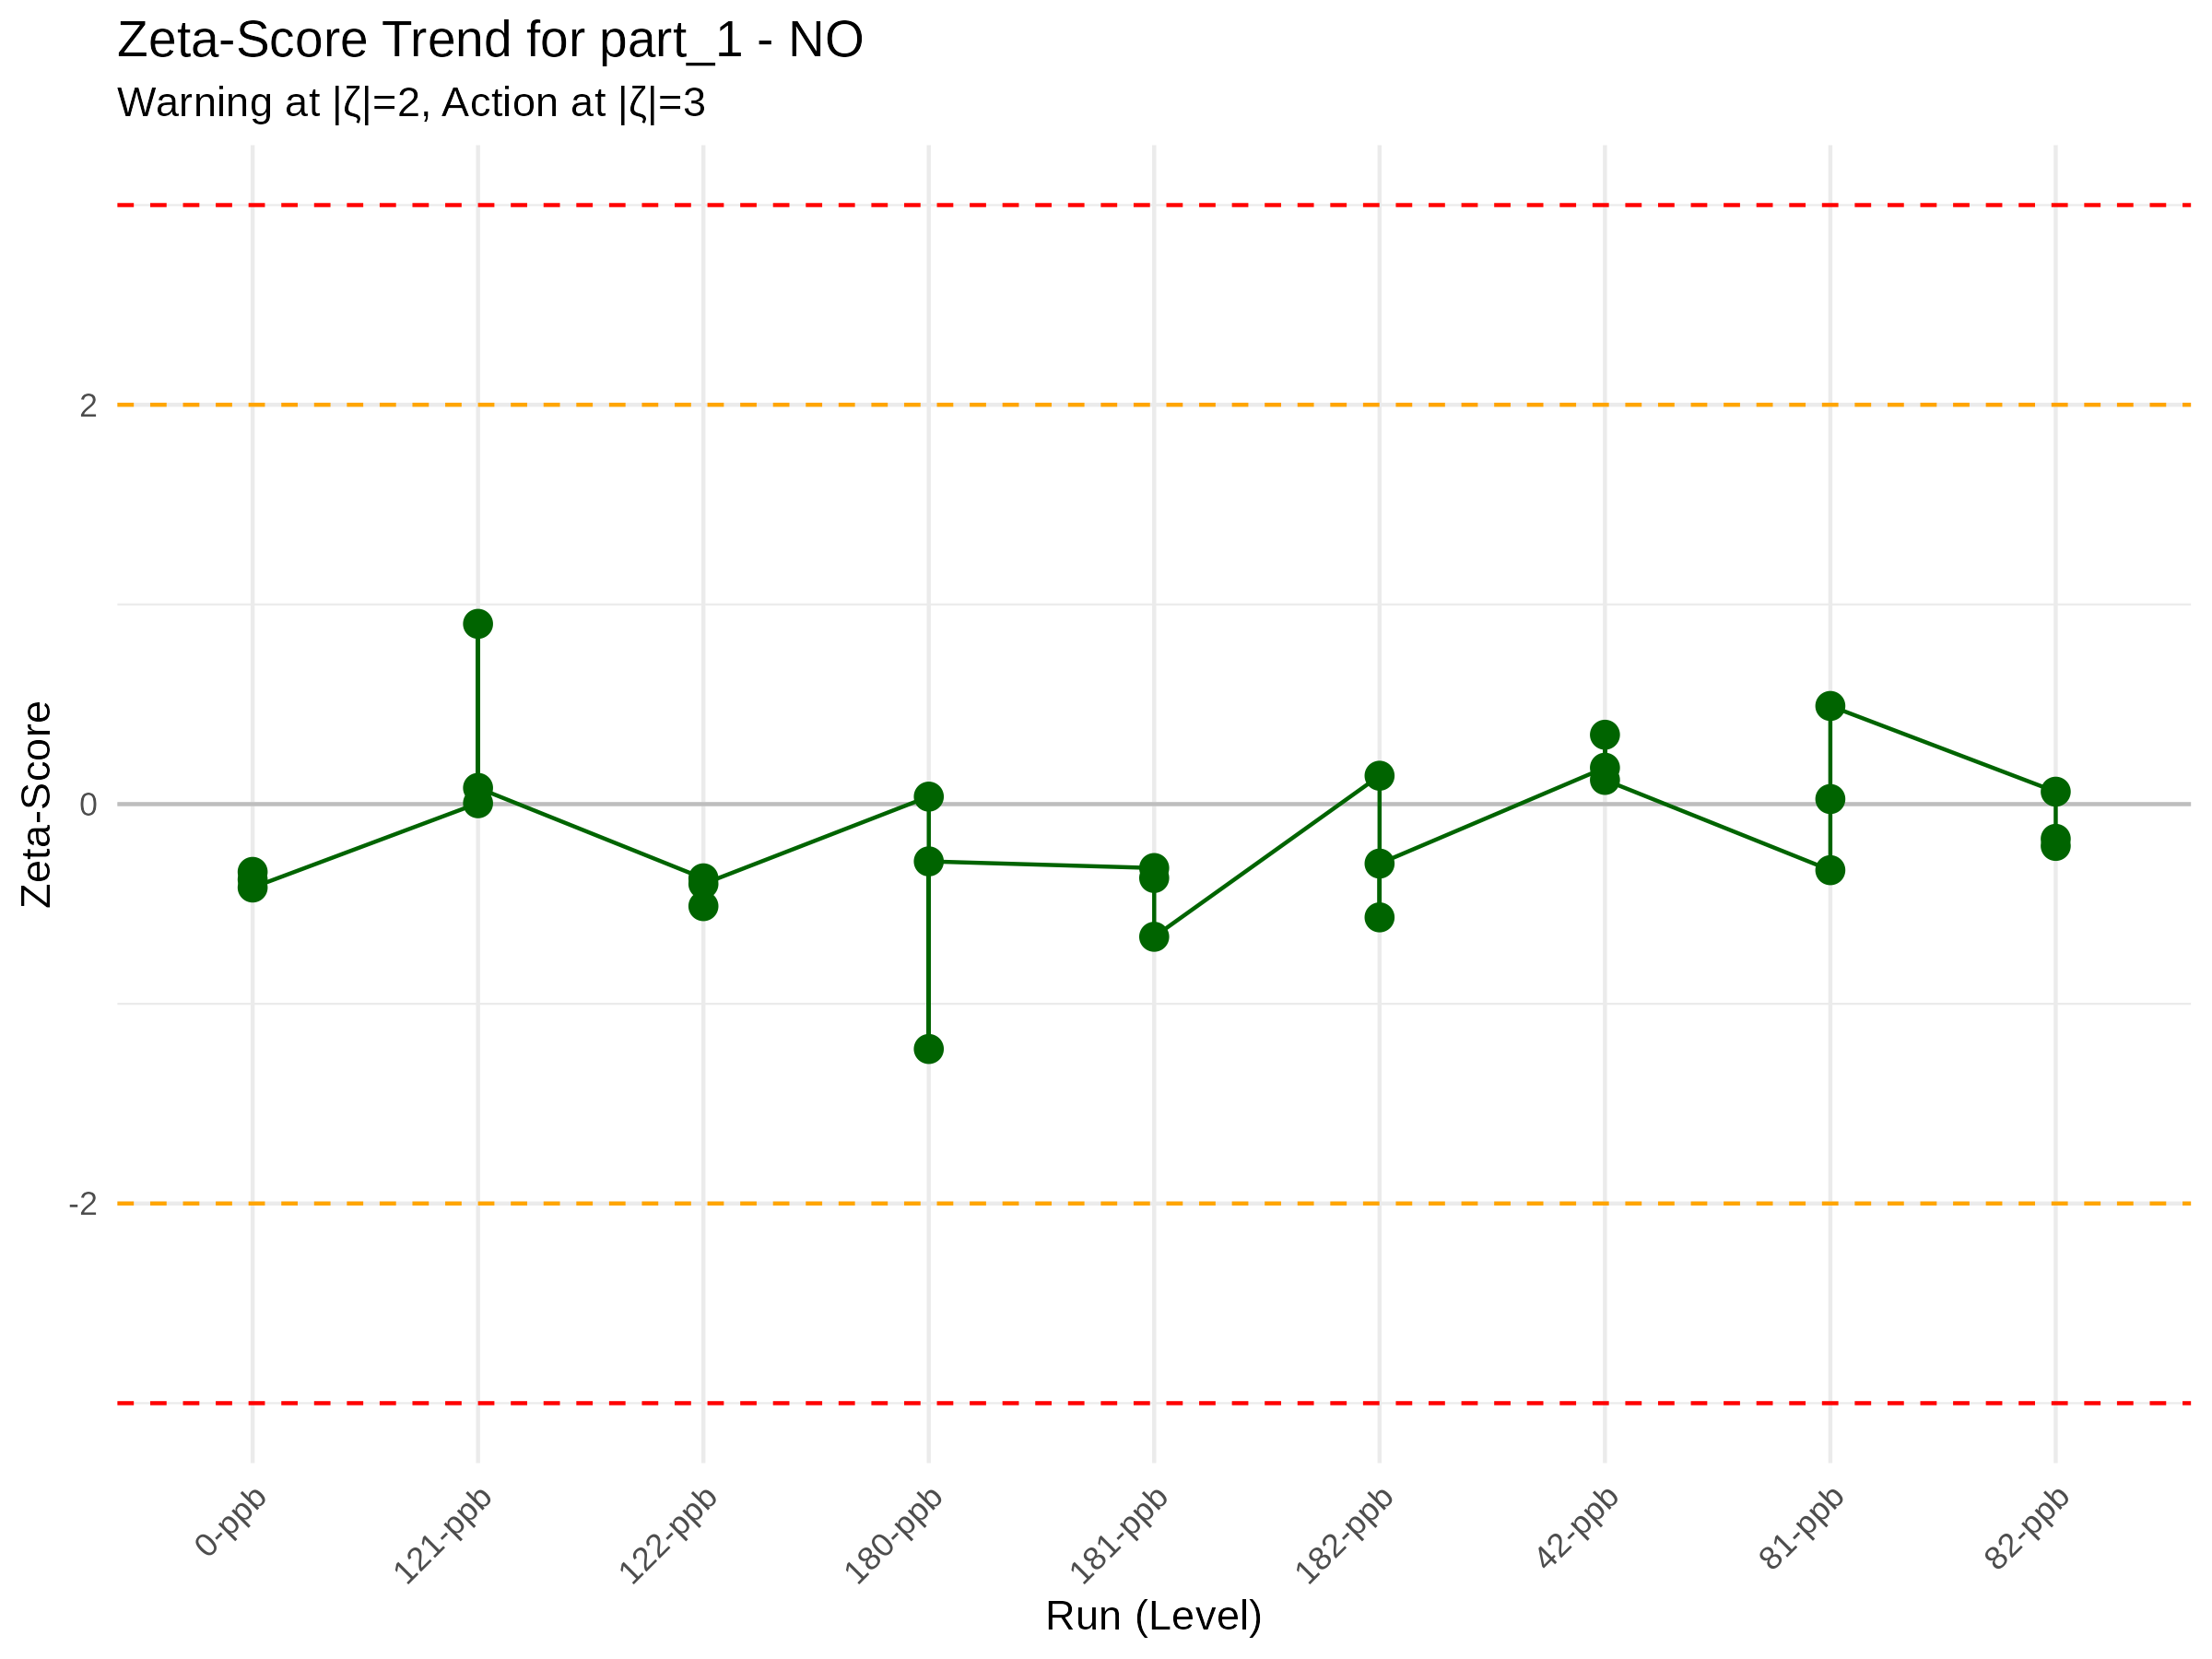 Zeta-Score Trend for part_1 - NO
Warning at |ζ|=2, Action at |ζ|=3
Zeta-Score
2
0
-2
0-ppb
121-ppb
122-ppb
180-ppb
181-ppb
182-ppb
42-ppb
81-ppb
82-ppb
Run (Level)